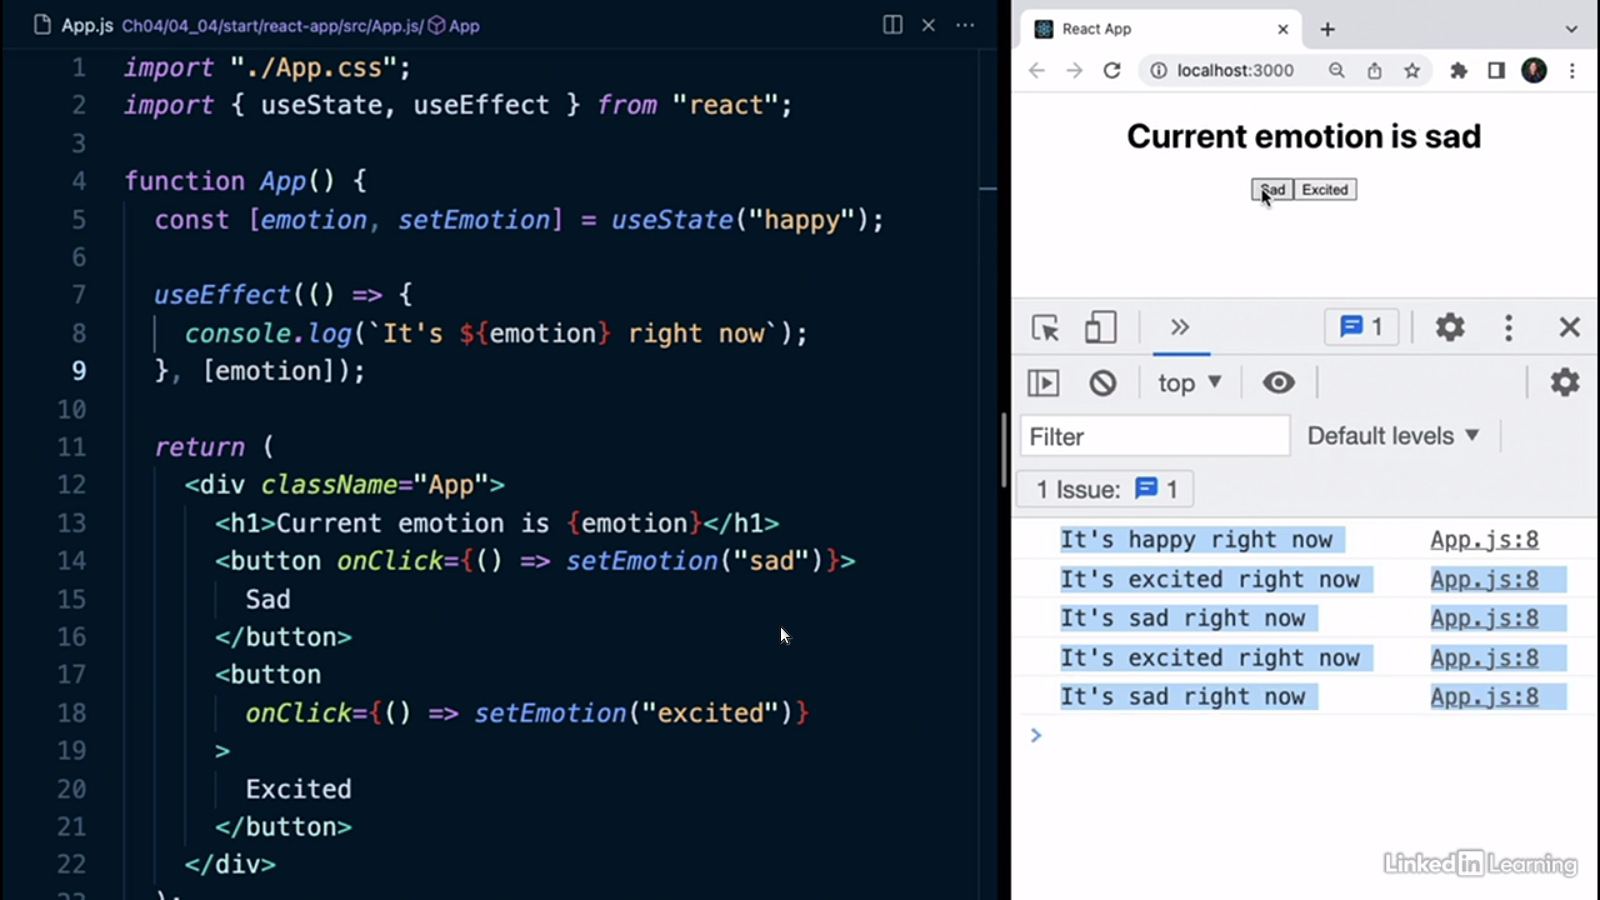 App.js Ch04/04_04/start/react-app/src/App.js/ App
1 import "./App.css";
2 import { useState, useEffect } from "react";
3
4 function App() {
5 const [emotion, setEmotion] = useState("happy");
6
7 useEffect(() => {
8 console.log(`It's ${emotion} right now`);
9 }, [emotion]);
10
11 return (
12 <div className="App">
13 <h1>Current emotion is {emotion}</h1>
14 <button onClick={() => setEmotion("sad")}>
15 Sad
16 </button>
17 <button
18 onClick={() => setEmotion("excited")}
19 >
20 Excited
21 </button>
22 </div>
React App
localhost:3000
Current emotion is sad
Sad Excited
1
top
Filter Default levels
1 Issue: 1
It's happy right now App.js:8
It's excited right now App.js:8
It's sad right now App.js:8
It's excited right now App.js:8
It's sad right now App.js:8
>
Linked in Learning